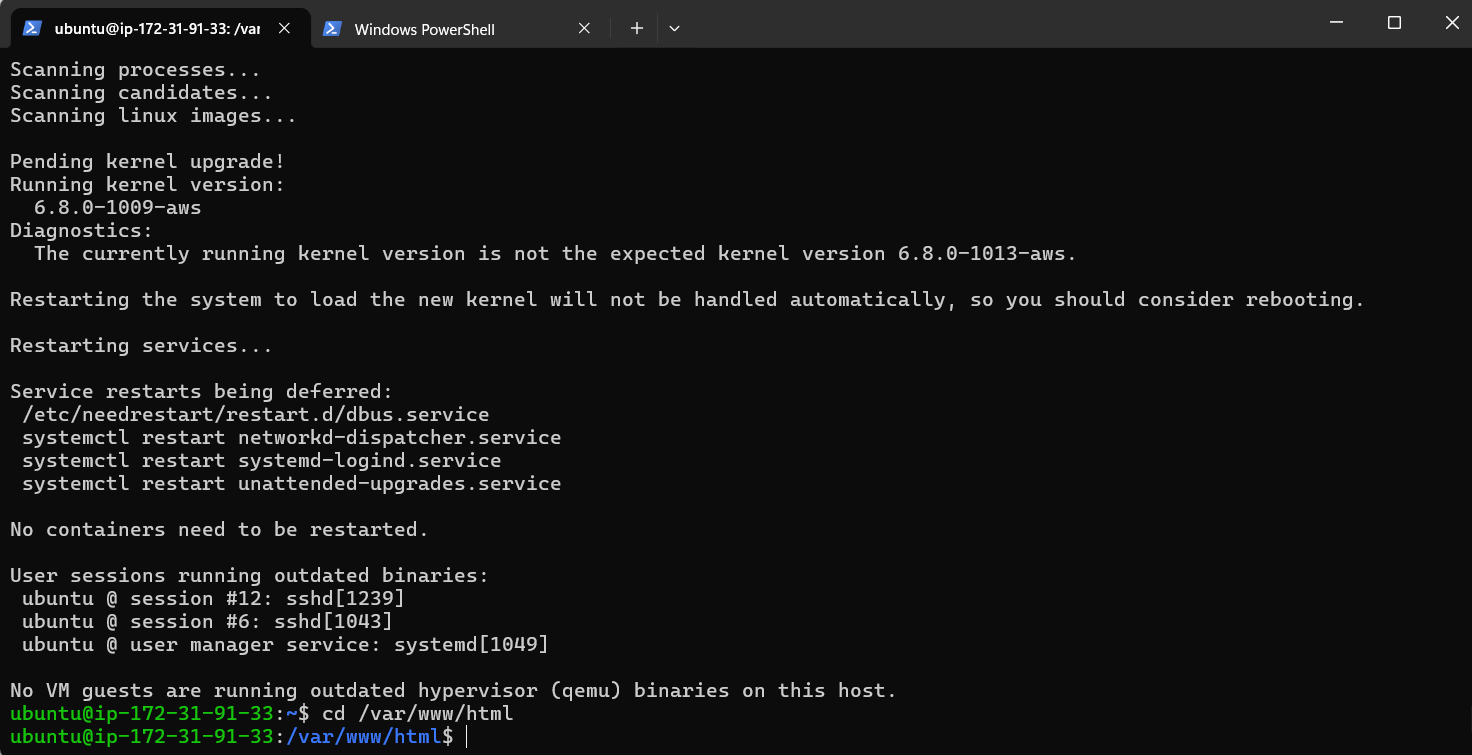 ubuntu@ip-172-31-91-33: /var
Windows PowerShell
Scanning processes...
Scanning candidates...
Scanning linux images...
Pending kernel upgrade!
Running kernel version:
6.8.0-1009-aws
Diagnostics:
The currently running kernel version is not the expected kernel version 6.8.0-1013-aws.
Restarting the system to load the new kernel will not be handled automatically, so you should consider rebooting.
Restarting services...
Service restarts being deferred:
/etc/needrestart/restart.d/dbus.service
systemctl restart networkd-dispatcher.service
systemctl restart systemd-logind.service
systemctl restart unattended-upgrades.service
No containers need to be restarted.
User sessions running outdated binaries:
ubuntu @ session #12: sshd[1239]
ubuntu @ session #6: sshd[1043]
ubuntu @ user manager service: systemd[1049]
No VM guests are running outdated hypervisor (qemu) binaries on this host.
ubuntu@ip-172-31-91-33:~$ cd /var/www/html
ubuntu@ip-172-31-91-33:/var/www/html$